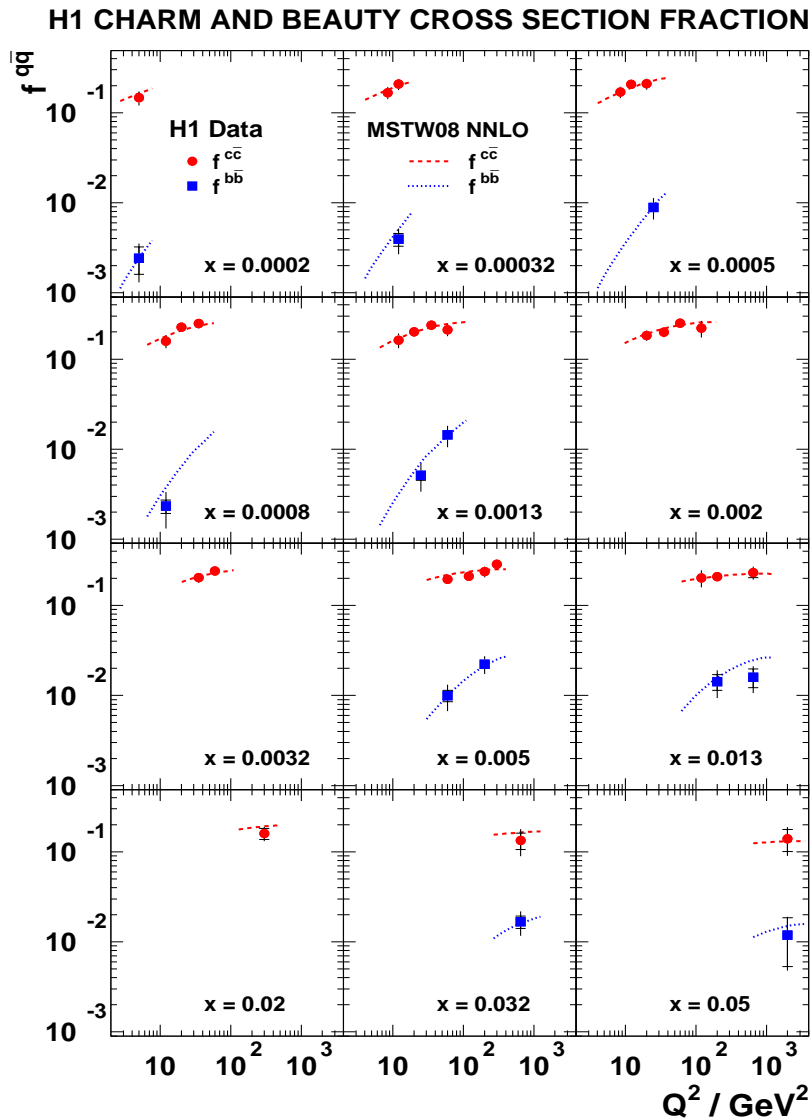 H1 CHARM AND BEAUTY CROSS SECTION FRACTION
f qq̄
10 -1
10 -2
10 -3
H1 Data
f cc̄
f bb̄
MSTW08 NNLO
f cc̄
f bb̄
x = 0.0002
x = 0.00032
x = 0.0005
10 -1
10 -2
10 -3
x = 0.0008
x = 0.0013
x = 0.002
10 -1
10 -2
10 -3
x = 0.0032
x = 0.005
x = 0.013
10 -1
10 -2
10 -3
x = 0.02
x = 0.032
x = 0.05
10 10 2 10 3 10 10 2 10 3 10 10 2 10 3
Q 2 / GeV 2